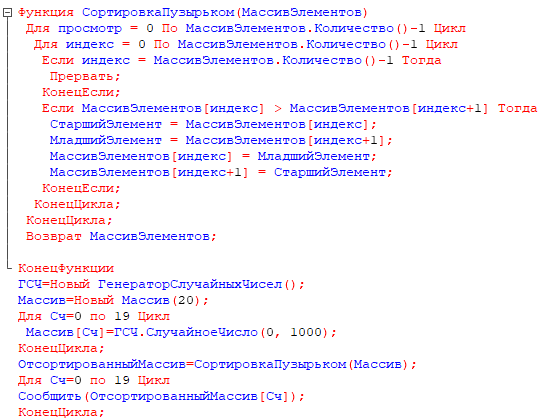 Функция СортировкаПузырьком(МассивЭлементов)
Для просмотр = 0 По МассивЭлементов.Количество()-1 Цикл
Для индекс = 0 По МассивЭлементов.Количество()-1 Цикл
Если индекс = МассивЭлементов.Количество()-1 Тогда
Прервать;
КонецЕсли;
Если МассивЭлементов[индекс] > МассивЭлементов[индекс+1] Тогда
СтаршийЭлемент = МассивЭлементов[индекс];
МладшийЭлемент = МассивЭлементов[индекс+1];
МассивЭлементов[индекс] = МладшийЭлемент;
МассивЭлементов[индекс+1] = СтаршийЭлемент;
КонецЕсли;
КонецЦикла;
КонецЦикла;
Возврат МассивЭлементов;
КонецФункции
ГСЧ=Новый ГенераторСлучайныхЧисел();
Массив=Новый Массив(20);
Для Сч=0 по 19 Цикл
Массив[Сч]=ГСЧ.СлучайноеЧисло(0, 1000);
КонецЦикла;
ОтсортированныйМассив=СортировкаПузырьком(Массив);
Для Сч=0 по 19 Цикл
Сообщить(ОтсортированныйМассив[Сч]);
КонецЦикла;